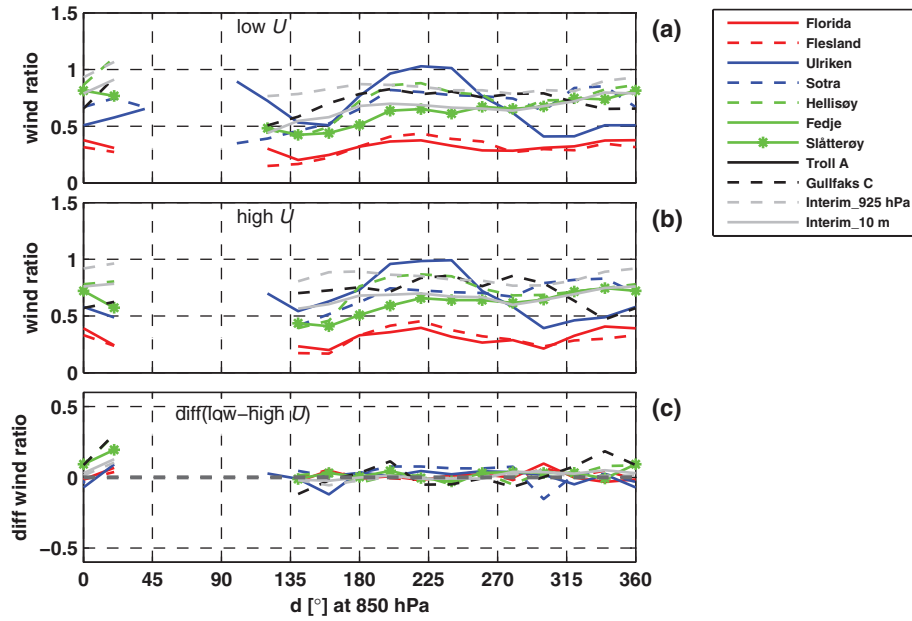 1.5
1
0.5
0
wind ratio
low U
(a)
1.5
1
0.5
0
wind ratio
high U
(b)
0.5
0
−0.5
diff wind ratio
diff(low−high U)
(c)
0 45 90 135 180 225 270 315 360
d [°] at 850 hPa
Florida
Flesland
Ulriken
Sotra
Hellisøy
Fedje
Slåtterøy
Troll A
Gullfaks C
Interim_925 hPa
Interim_10 m